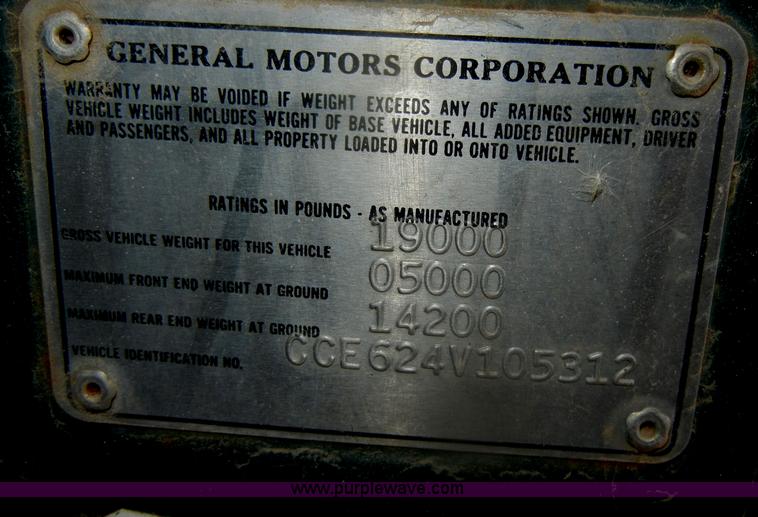 GENERAL MOTORS CORPORATION
WARRANTY MAY BE VOIDED IF WEIGHT EXCEEDS ANY OF RATINGS SHOWN. GROSS
VEHICLE WEIGHT INCLUDES WEIGHT OF BASE VEHICLE, ALL ADDED EQUIPMENT, DRIVER
AND PASSENGERS, AND ALL PROPERTY LOADED INTO OR ONTO VEHICLE.
RATINGS IN POUNDS - AS MANUFACTURED
GROSS VEHICLE WEIGHT FOR THIS VEHICLE 19000
MAXIMUM FRONT END WEIGHT AT GROUND 05000
MAXIMUM REAR END WEIGHT AT GROUND 14200
VEHICLE IDENTIFICATION NO. CCE624V105312
www.purplewave.com